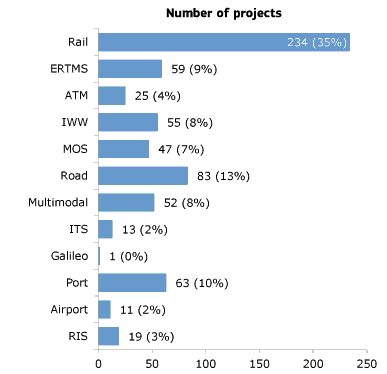 Number of projects
Rail 234 (35%)
ERTMS 59 (9%)
ATM 25 (4%)
IWW 55 (8%)
MOS 47 (7%)
Road 83 (13%)
Multimodal 52 (8%)
ITS 13 (2%)
Galileo 1 (0%)
Port 63 (10%)
Airport 11 (2%)
RIS 19 (3%)
0 50 100 150 200 250